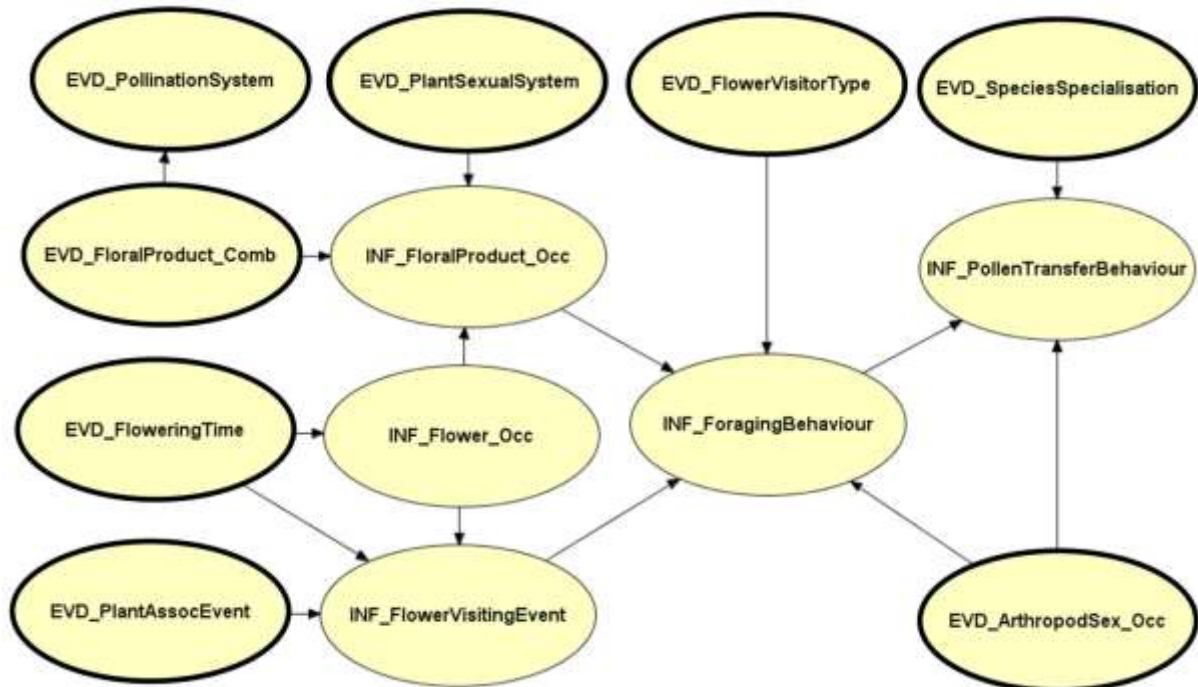 EVD_PollinationSystem
EVD_PlantSexualSystem
EVD_FlowerVisitorType
EVD_SpeciesSpecialisation
EVD_FloralProduct_Comb
INF_FloralProduct_Occ
INF_PollenTransferBehaviour
EVD_FloweringTime
INF_Flower_Occ
INF_ForagingBehaviour
EVD_PlantAssocEvent
INF_FlowerVisitingEvent
EVD_ArthropodSex_Occ